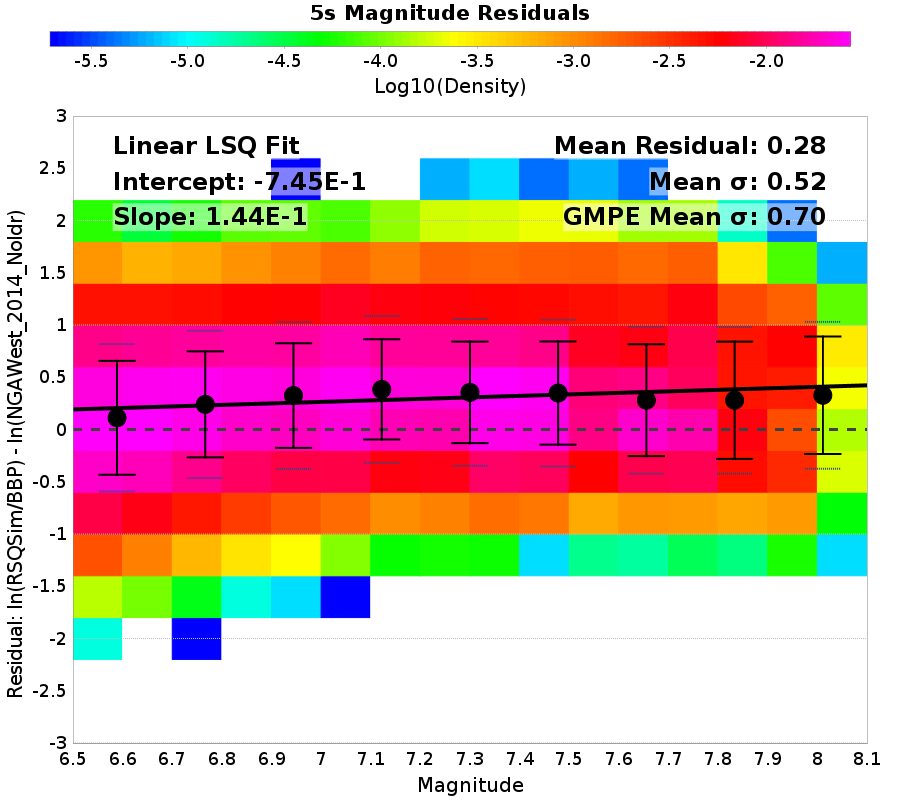 5s Magnitude Residuals
-5.5 -5.0 -4.5 -4.0 -3.5 -3.0 -2.5 -2.0
Log10(Density)
Linear LSQ Fit
Intercept: -7.45E-1
Slope: 1.44E-1
Mean Residual: 0.28
Mean σ: 0.52
GMPE Mean σ: 0.70
Residual: ln(RSQSim/BBP) - ln(NGAWest_2014_NoIdr)
3
2.5
2
1.5
1
0.5
0
-0.5
-1
-1.5
-2
-2.5
-3
6.5 6.6 6.7 6.8 6.9 7 7.1 7.2 7.3 7.4 7.5 7.6 7.7 7.8 7.9 8 8.1
Magnitude